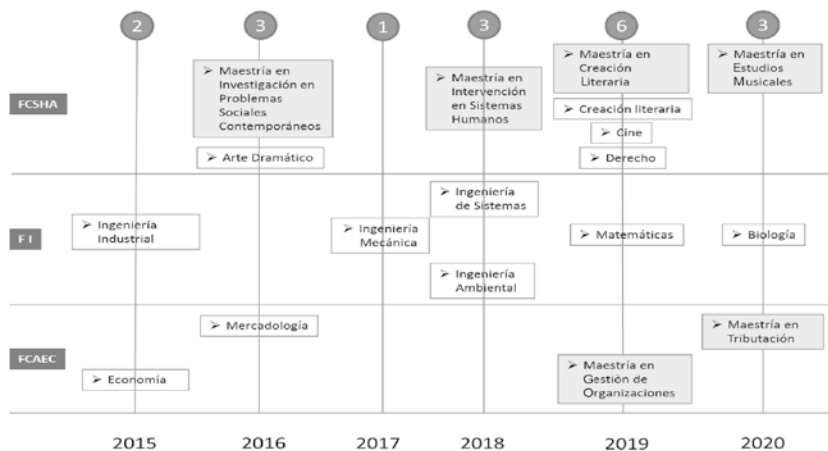 2
3
1
3
6
3
FCSHA
➤ Maestría en
Investigación en
Problemas
Sociales
Contemporáneos
➤ Arte Dramático
➤ Maestría en
Intervención
en Sistemas
Humanos
➤ Maestría en
Creación
Literaria
➤ Creación literaria
➤ Cine
➤ Derecho
➤ Maestría en
Estudios
Musicales
F I
➤ Ingeniería
Industrial
➤ Ingeniería
Mecánica
➤ Ingeniería
de Sistemas
➤ Ingeniería
Ambiental
➤ Matemáticas
➤ Biología
FCAEC
➤ Economía
➤ Mercadología
➤ Maestría en
Gestión de
Organizaciones
➤ Maestría en
Tributación
2015
2016
2017
2018
2019
2020